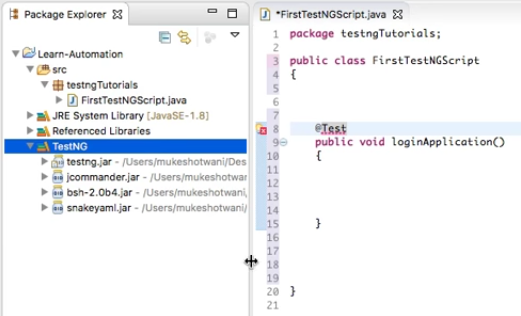 Package Explorer
Learn-Automation
src
testngTutorials
FirstTestNGScript.java
JRE System Library [JavaSE-1.8]
Referenced Libraries
TestNG
testng.jar - /Users/mukeshotwani/Des
jcommander.jar - /Users/mukeshotwani/
bsh-2.0b4.jar - /Users/mukeshotwani/
snakeyaml.jar - /Users/mukeshotwani/
*FirstTestNGScript.java
1 package testngTutorials;
2
3 public class FirstTestNGScript
4 {
5
6
7
8 @Test
9 public void loginApplication()
10 {
11
12
13
14
15 }
16
17
18
19
20 }
21